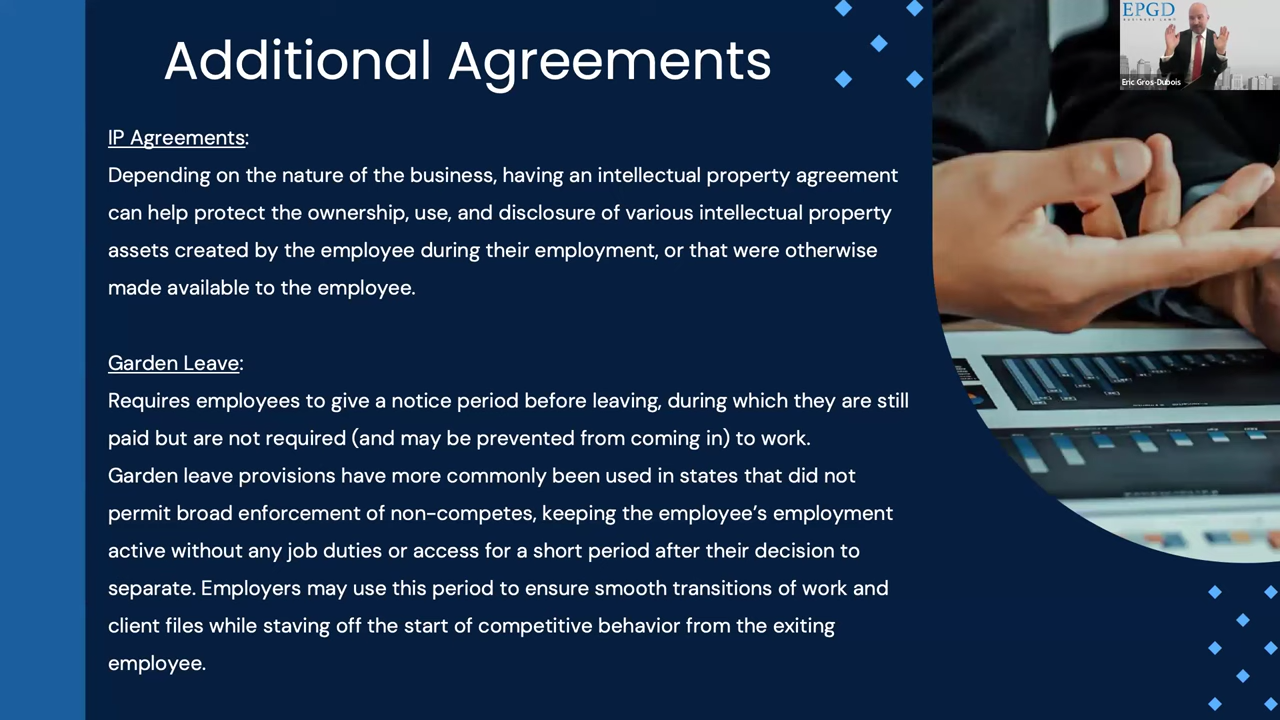 Additional Agreements
EPGD
BUSINESS LAW
Eric Gros-Dubois
IP Agreements:
Depending on the nature of the business, having an intellectual property agreement
can help protect the ownership, use, and disclosure of various intellectual property
assets created by the employee during their employment, or that were otherwise
made available to the employee.
Garden Leave:
Requires employees to give a notice period before leaving, during which they are still
paid but are not required (and may be prevented from coming in) to work.
Garden leave provisions have more commonly been used in states that did not
permit broad enforcement of non-competes, keeping the employee’s employment
active without any job duties or access for a short period after their decision to
separate. Employers may use this period to ensure smooth transitions of work and
client files while staving off the start of competitive behavior from the exiting
employee.